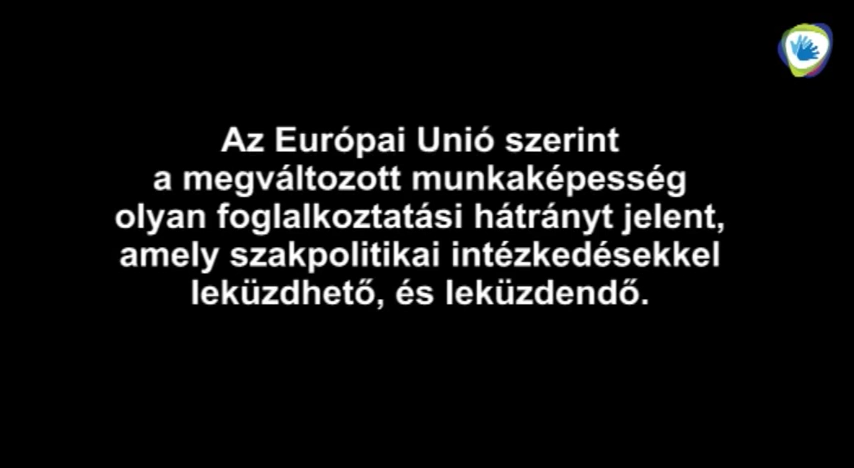 Az Európai Unió szerint
a megváltozott munkaképesség
olyan foglalkoztatási hátrányt jelent,
amely szakpolitikai intézkedésekkel
leküzdhető, és leküzdendő.